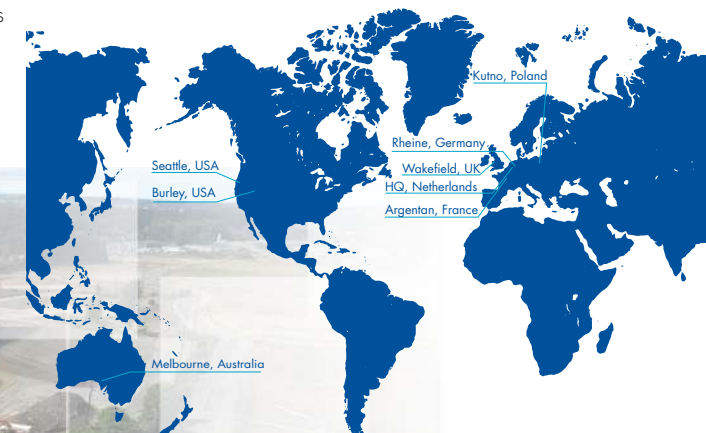 s
Kutno, Poland
Rheine, Germany
Seattle, USA
Wakefield, UK
Burley, USA
HQ, Netherlands
Argentan, France
Melbourne, Australia